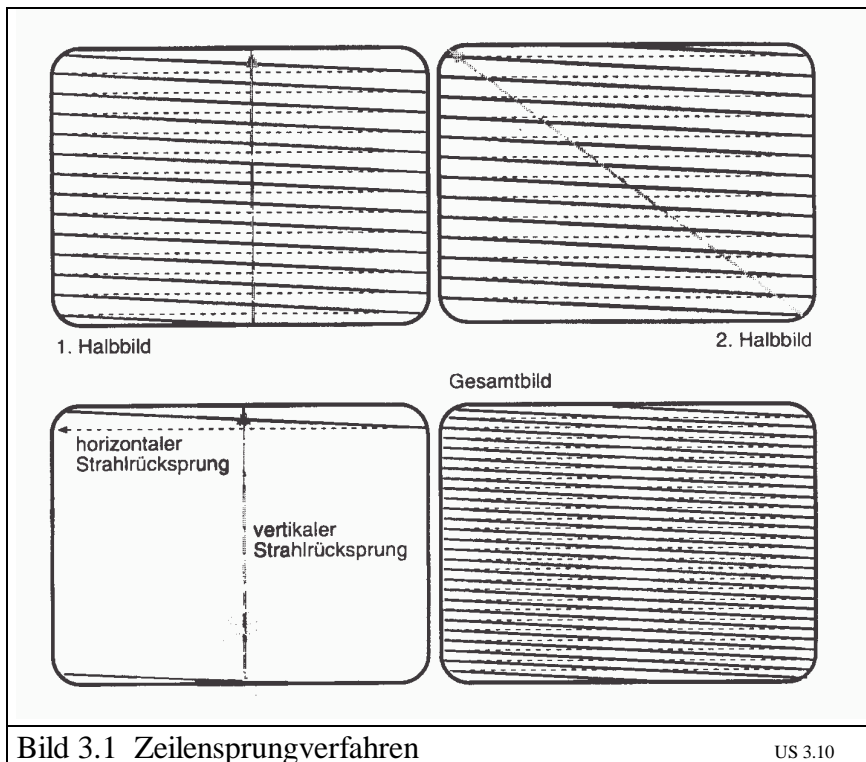 1. Halbbild
2. Halbbild
Gesamtbild
horizontaler
Strahlrücksprung
vertikaler
Strahlrücksprung
Bild 3.1 Zeilensprungverfahren US 3.10